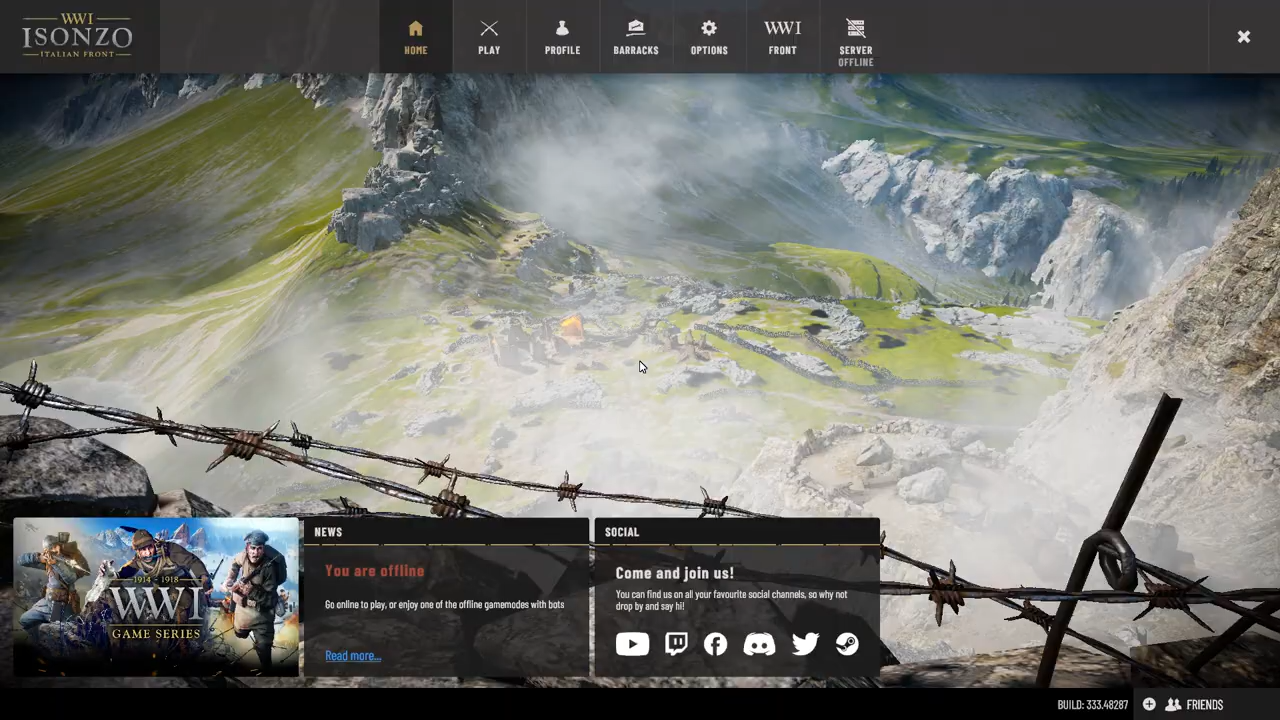 WWI
ISONZO
ITALIAN FRONT
HOME
PLAY
PROFILE
BARRACKS
OPTIONS
WWI
FRONT
SERVER
OFFLINE
1914 - 1918
WWI
GAME SERIES
NEWS
You are offline
Go online to play, or enjoy one of the offline gamemodes with bots
Read more...
SOCIAL
Come and join us!
You can find us on all your favourite social channels, so why not
drop by and say hi!
BUILD: 333.48287
FRIENDS